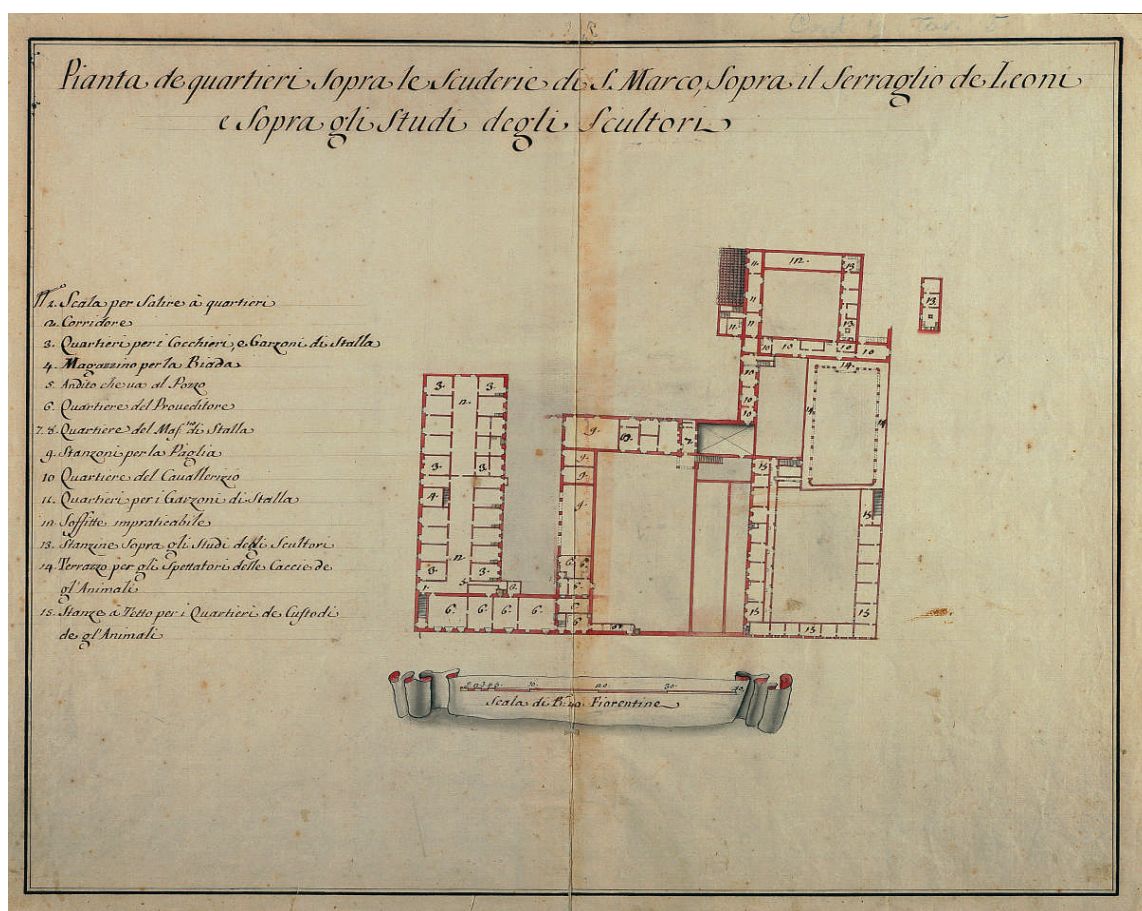 Pianta de quartieri Sopra le Scuderie di S. Marco, Sopra il Serraglio de Leoni
e Sopra gli Studi degli Scultori
1. Scala per Salire à quartieri
2. Corridore
3. Quartieri per i Cocchieri, e Garzoni di Stalla
4. Magazzino per la Biada
5. Andito che va al Pozzo
6. Quartiere del Proveditore
7. 8. Quartiere del di Stalla
9. Stanzoni per la Paglia
10 Quartiere del Cavallerizio
11. Quartieri per i Garzoni di Stalla
12. Soffitte impraticabile
13. Stanzine Sopra gli Studi degli Scultori
14. Terrazzo per gli Spettatori delle Caccie de
gl'Animali
15. Stanze à Tetto per i Quartieri de Custodi
de gl'Animali
Scala di Fiorentine